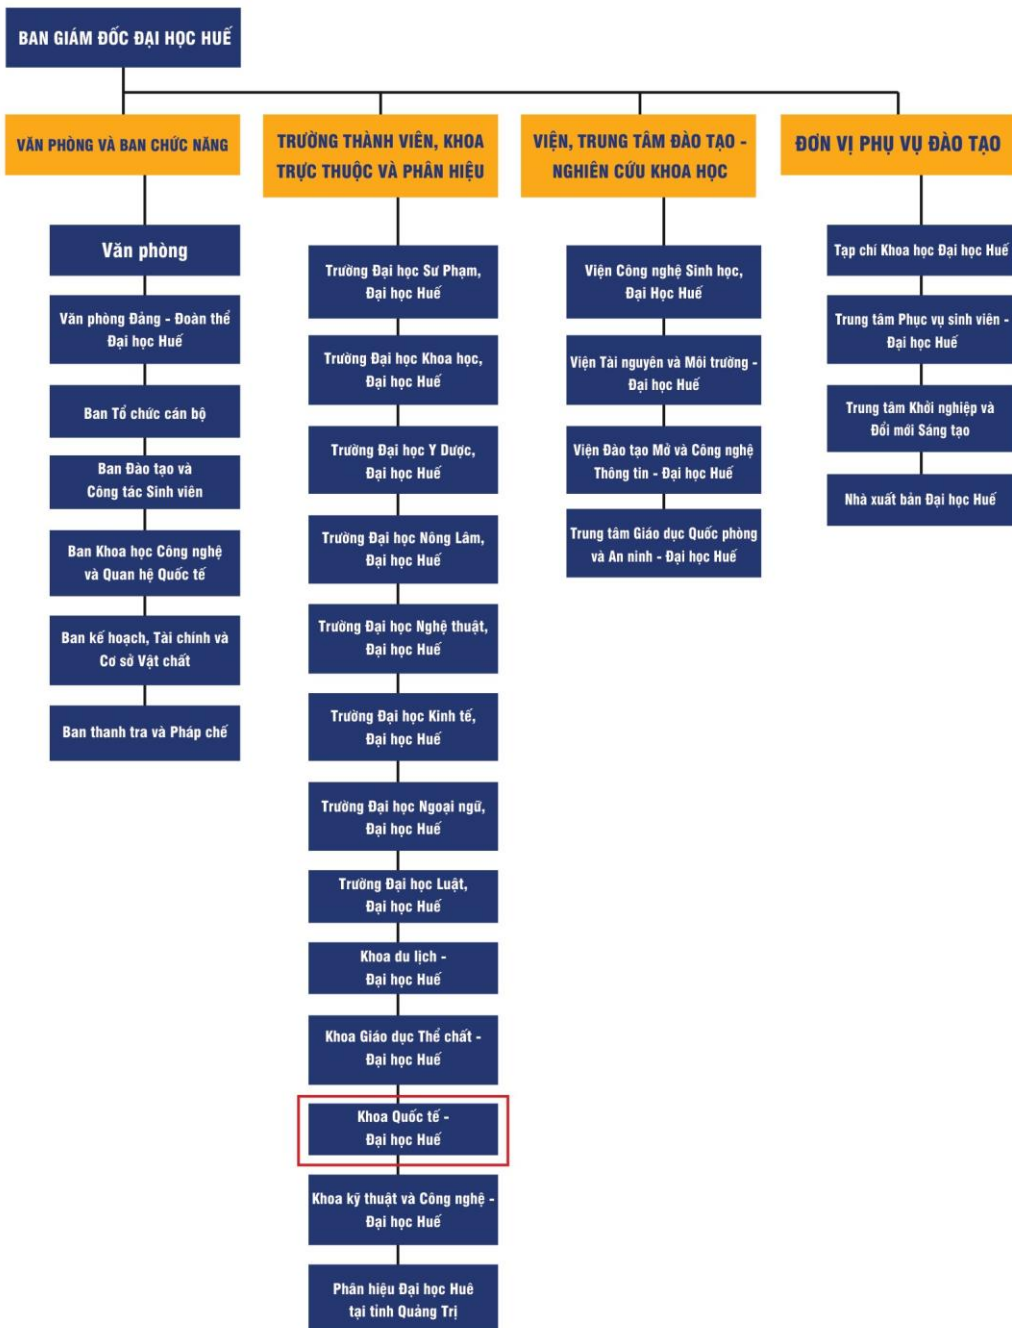 BAN GIÁM ĐỐC ĐẠI HỌC HUẾ
VĂN PHÒNG VÀ BAN CHỨC NĂNG
Văn phòng
Văn phòng Đảng - Đoàn thể
Đại học Huế
Ban Tổ chức cán bộ
Ban Đào tạo và
Công tác Sinh viên
Ban Khoa học Công nghệ
và Quan hệ Quốc tế
Ban kế hoạch, Tài chính và
Cơ sở Vật chất
Ban thanh tra và Pháp chế
TRƯỜNG THÀNH VIÊN, KHOA
TRỰC THUỘC VÀ PHÂN HIỆU
Trường Đại học Sư Phạm,
Đại học Huế
Trường Đại học Khoa học,
Đại học Huế
Trường Đại học Y Dược,
Đại học Huế
Trường Đại học Nông Lâm,
Đại học Huế
Trường Đại học Nghệ thuật,
Đại học Huế
Trường Đại học Kinh tế,
Đại học Huế
Trường Đại học Ngoại ngữ,
Đại học Huế
Trường Đại học Luật,
Đại học Huế
Khoa du lịch -
Đại học Huế
Khoa Giáo dục Thể chất -
Đại học Huế
Khoa Quốc tế -
Đại học Huế
Khoa kỹ thuật và Công nghệ -
Đại học Huế
Phân hiệu Đại học Huê
tại tỉnh Quảng Trị
VIỆN, TRUNG TÂM ĐÀO TẠO -
NGHIÊN CỨU KHOA HỌC
Viện Công nghệ Sinh học,
Đại Học Huế
Viện Tài nguyên và Môi trường -
Đại học Huế
Viện Đào tạo Mở và Công nghệ
Thông tin - Đại học Huế
Trung tâm Giáo dục Quốc phòng
và An ninh - Đại học Huế
ĐƠN VỊ PHỤ VỤ ĐÀO TẠO
Tạp chí Khoa học Đại học Huế
Trung tâm Phục vụ sinh viên -
Đại học Huế
Trung tâm Khởi nghiệp và
Đổi mới Sáng tạo
Nhà xuất bản Đại học Huế